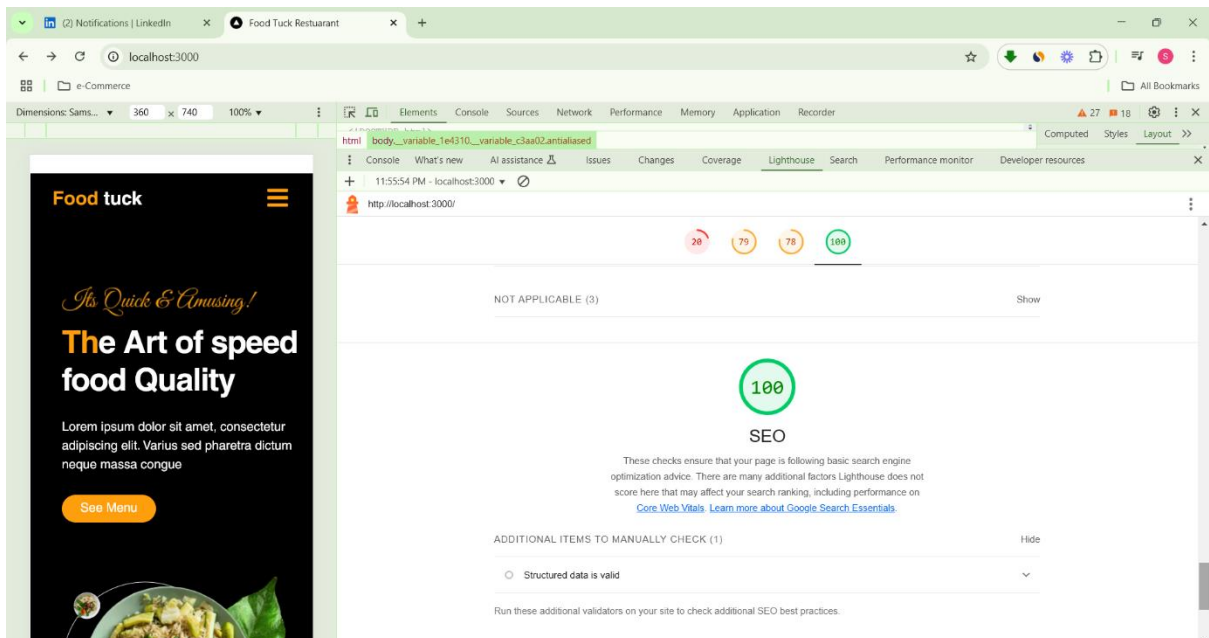 (2) Notifications | LinkedIn
Food Tuck Restuarant
localhost:3000
e-Commerce
All Bookmarks
Dimensions: Sams... 360 x 740 100%
Elements Console Sources Network Performance Memory Application Recorder
27 18
html body.__variable_1e4310.__variable_c3aa02.antialiased
Computed Styles Layout
Console What's new AI assistance Issues Changes Coverage Lighthouse Search Performance monitor Developer resources
11:55:54 PM - localhost:3000
http://localhost:3000/
Food tuck
Its Quick & Amusing!
The Art of speed
food Quality
Lorem ipsum dolor sit amet, consectetur
adipiscing elit. Varius sed pharetra dictum
neque massa congue
See Menu
20 79 78 100
NOT APPLICABLE (3) Show
100
SEO
These checks ensure that your page is following basic search engine
optimization advice. There are many additional factors Lighthouse does not
score here that may affect your search ranking, including performance on
Core Web Vitals. Learn more about Google Search Essentials.
ADDITIONAL ITEMS TO MANUALLY CHECK (1) Hide
Structured data is valid
Run these additional validators on your site to check additional SEO best practices.